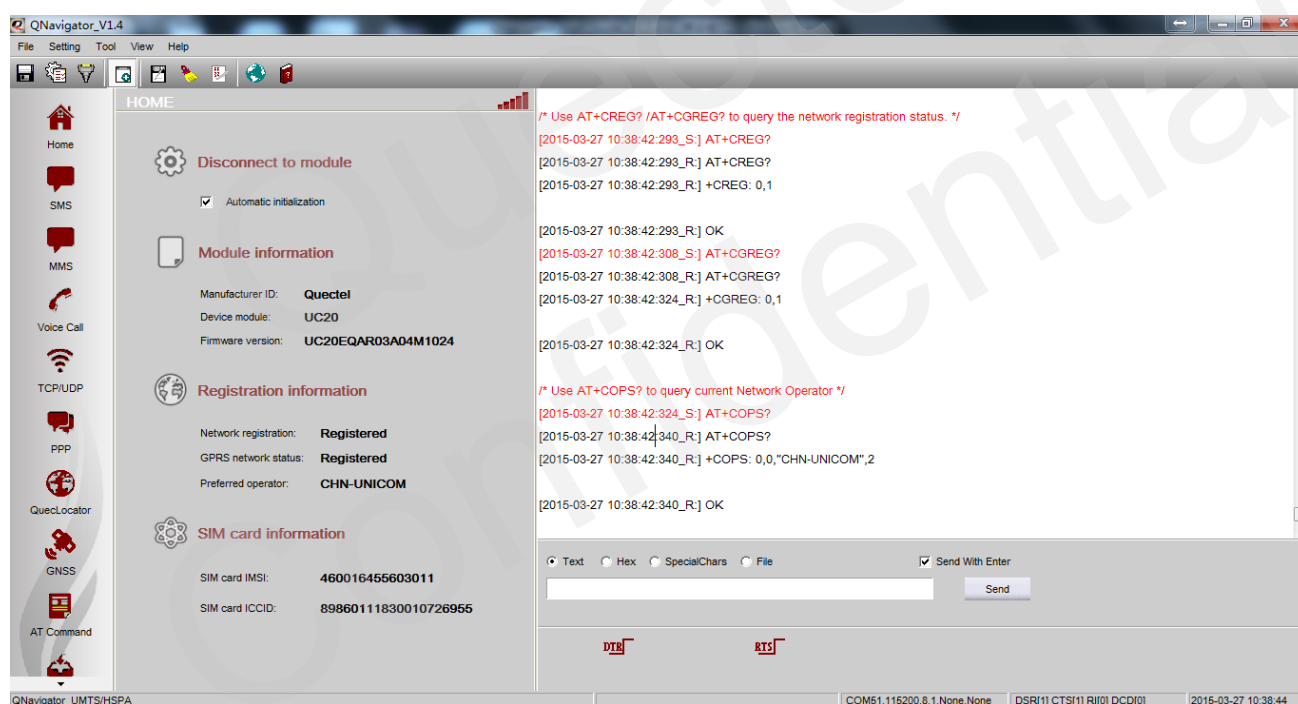 QNavigator_V1.4
File Setting Tool View Help
HOME
Home
SMS
MMS
Voice Call
TCP/UDP
PPP
QuecLocator
GNSS
AT Command
Disconnect to module
Automatic initialization
Module information
Manufacturer ID: Quectel
Device module: UC20
Firmware version: UC20EQAR03A04M1024
Registration information
Network registration: Registered
GPRS network status: Registered
Preferred operator: CHN-UNICOM
SIM card information
SIM card IMSI: 460016455603011
SIM card ICCID: 89860111830010726955
/* Use AT+CREG? /AT+CGREG? to query the network registration status. */
[2015-03-27 10:38:42:293_S:] AT+CREG?
[2015-03-27 10:38:42:293_R:] AT+CREG?
[2015-03-27 10:38:42:293_R:] +CREG: 0,1
[2015-03-27 10:38:42:293_R:] OK
[2015-03-27 10:38:42:308_S:] AT+CGREG?
[2015-03-27 10:38:42:308_R:] AT+CGREG?
[2015-03-27 10:38:42:324_R:] +CGREG: 0,1
[2015-03-27 10:38:42:324_R:] OK
/* Use AT+COPS? to query current Network Operator */
[2015-03-27 10:38:42:324_S:] AT+COPS?
[2015-03-27 10:38:42:340_R:] AT+COPS?
[2015-03-27 10:38:42:340_R:] +COPS: 0,0,"CHN-UNICOM",2
[2015-03-27 10:38:42:340_R:] OK
Text Hex SpecialChars File Send With Enter
Send
DTR RTS
QNavigator_UMTS/HSPA COM51,115200,8,1,None,None DSR[1] CTS[1] RI[0] DCD[0] 2015-03-27 10:38:44
Confidential